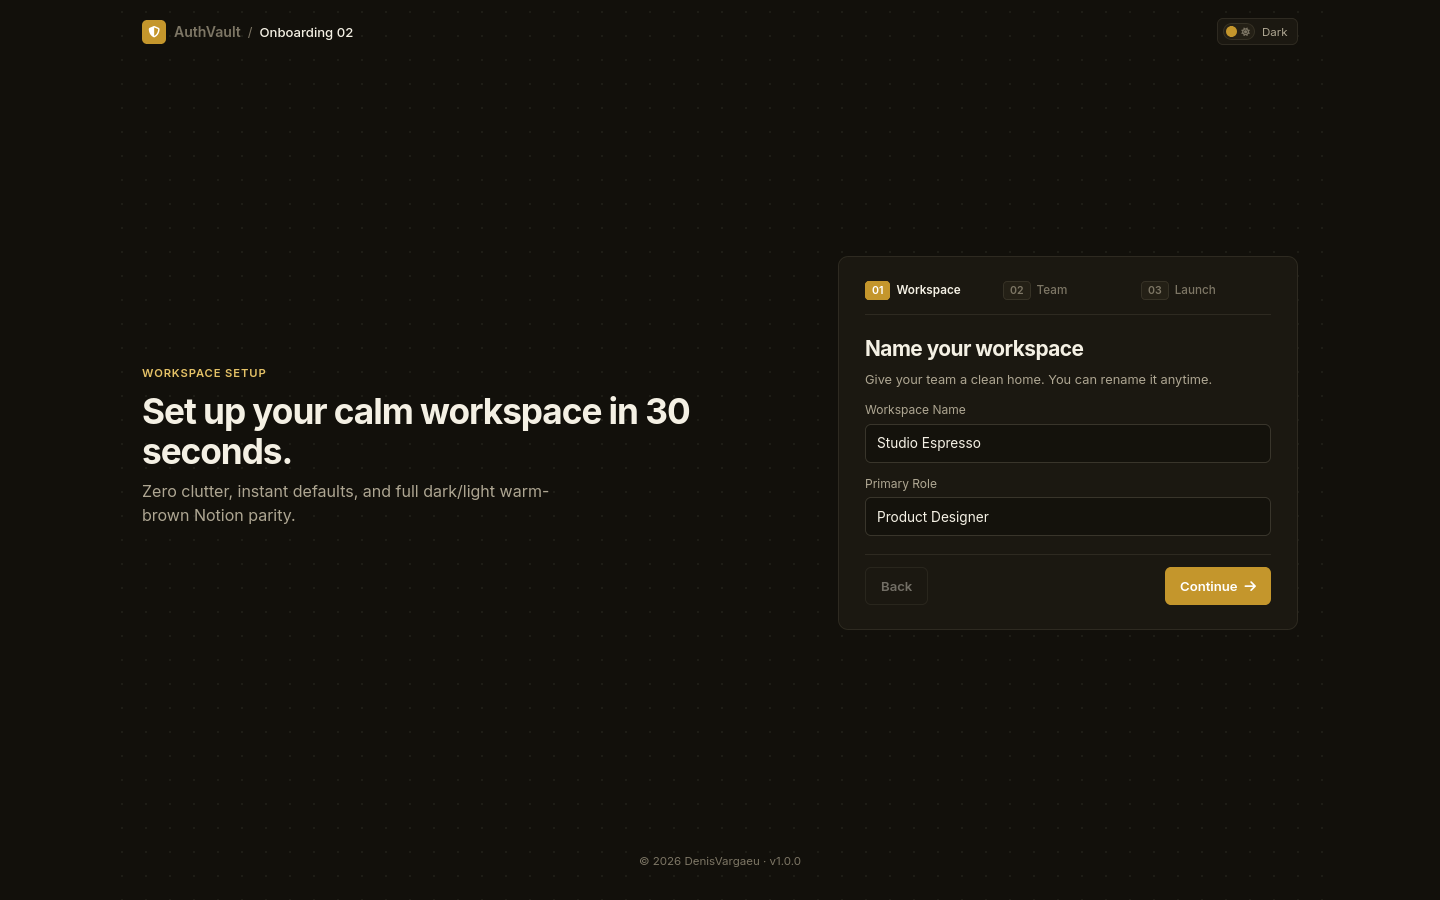 AuthVault / Onboarding 02
Dark
WORKSPACE SETUP
Set up your calm workspace in 30
seconds.
Zero clutter, instant defaults, and full dark/light warm-
brown Notion parity.
01 Workspace
02 Team
03 Launch
Name your workspace
Give your team a clean home. You can rename it anytime.
Workspace Name
Studio Espresso
Primary Role
Product Designer
Back
Continue →
© 2026 DenisVargaeu · v1.0.0